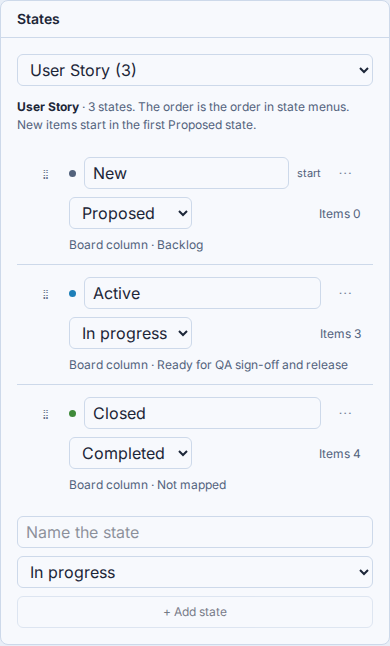 States
User Story (3)
User Story · 3 states. The order is the order in state menus.
New items start in the first Proposed state.
New
start
...
Proposed
Items 0
Board column · Backlog
Active
...
In progress
Items 3
Board column · Ready for QA sign-off and release
Closed
...
Completed
Items 4
Board column · Not mapped
Name the state
In progress
+ Add state